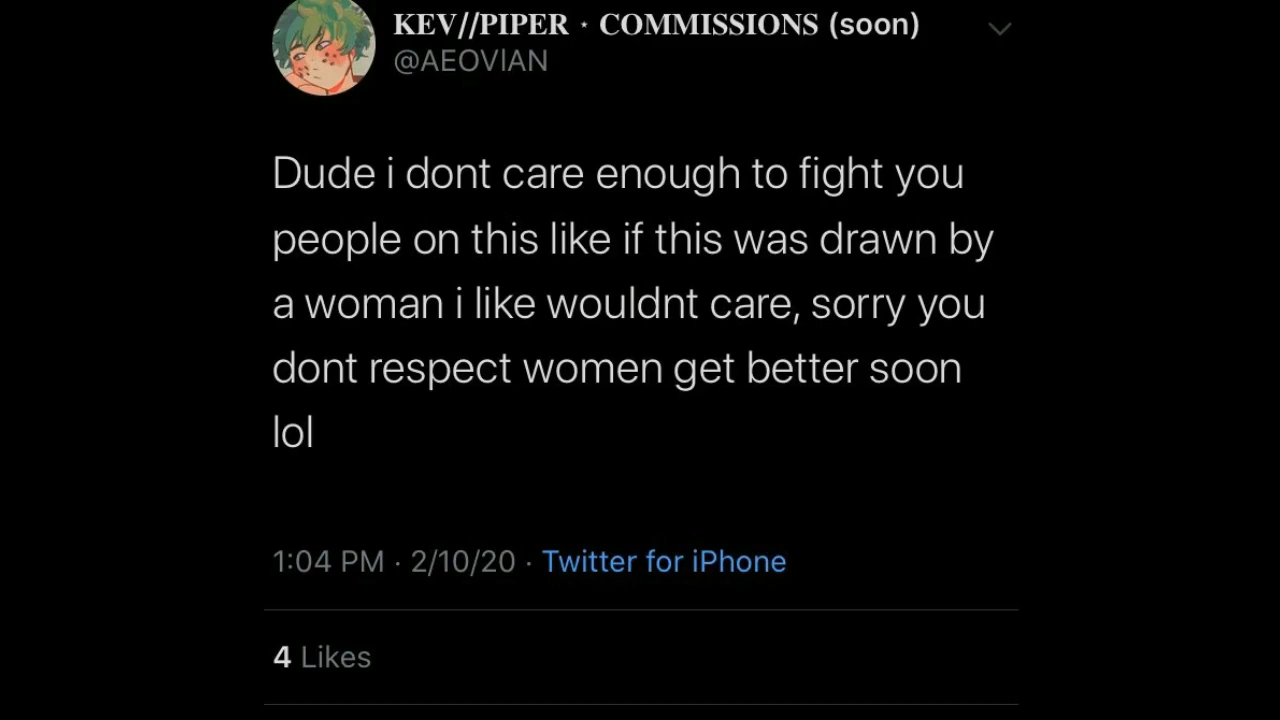 KEV//PIPER · COMMISSIONS (soon)
@AEOVIAN
Dude i dont care enough to fight you
people on this like if this was drawn by
a woman i like wouldnt care, sorry you
dont respect women get better soon
lol
1:04 PM · 2/10/20 · Twitter for iPhone
4 Likes